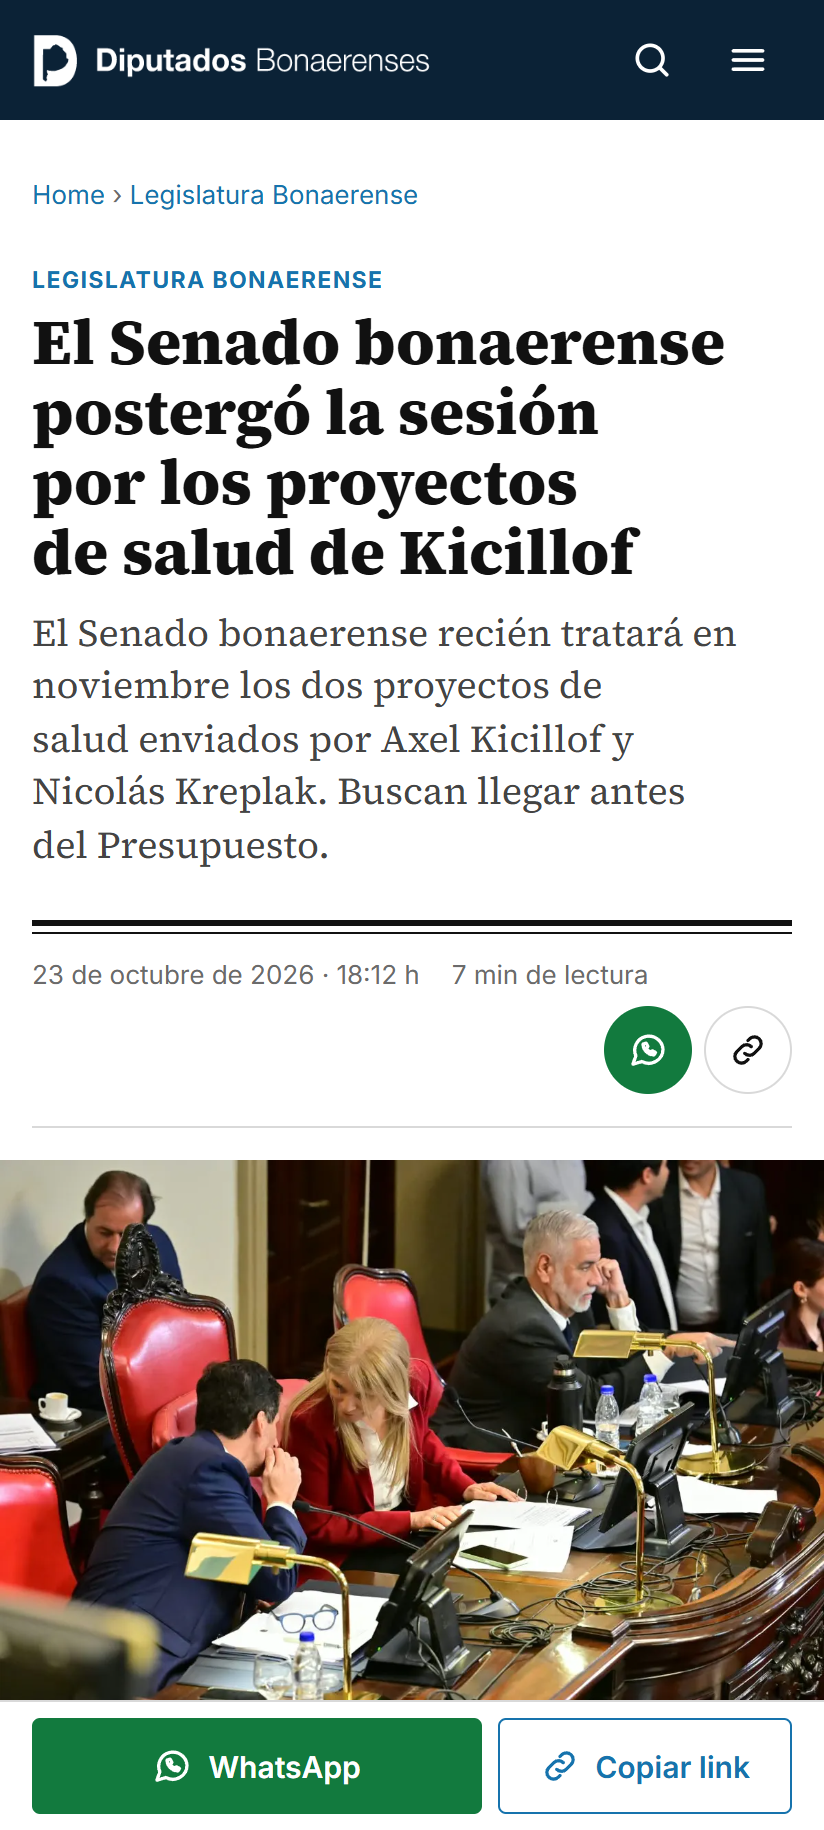 Diputados Bonaerenses
Home › Legislatura Bonaerense
LEGISLATURA BONAERENSE
El Senado bonaerense
postergó la sesión
por los proyectos
de salud de Kicillof
El Senado bonaerense recién tratará en
noviembre los dos proyectos de
salud enviados por Axel Kicillof y
Nicolás Kreplak. Buscan llegar antes
del Presupuesto.
23 de octubre de 2026 · 18:12 h 7 min de lectura
WhatsApp
Copiar link